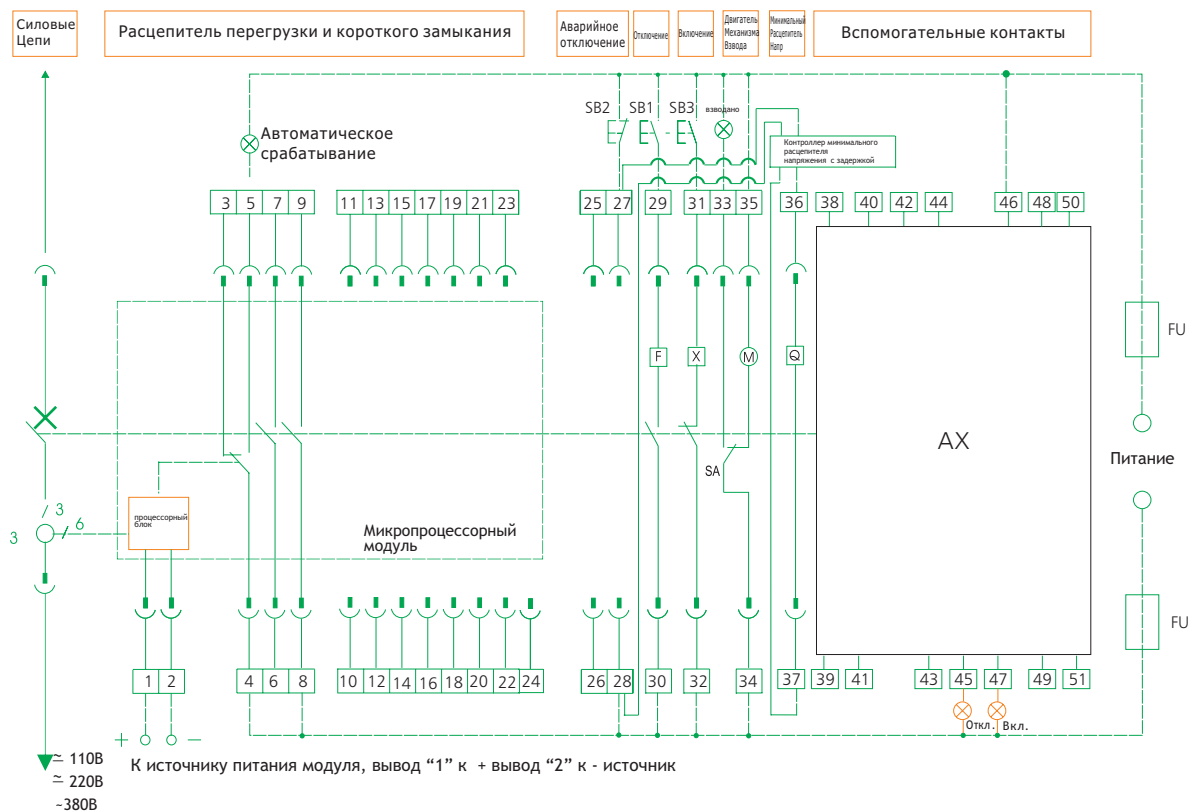 Силовые
Цепи
Расцепитель перегрузки и короткого замыкания
Аварийное
отключение
Отключение
Включение
Двигатель
Механизма
Взвода
Минимальный
Расцепитель
Напр
Вспомогательные контакты
SB2
SB1
SB3
взводано
Автоматическое
срабатывание
Контроллер минимального
расцепителя
напряжения с задержкой
3 5 7 9
11 13 15 17 19 21 23
25 27
29
31 33 35
36
38
40
42
44
46
48
50
FU
F
X
M
Q
AX
SA
Питание
3
6
3
процессорный
блок
Микропроцессорный
модуль
FU
1 2
4 6 8
10 12 14 16 18 20 22 24
26 28
30
32
34
37
39
41
43
45
47
49
51
Откл.
Вкл.
+ −
≃ 110В
≃ 220В
~380В
К источнику питания модуля, вывод “1” к + вывод “2” к - источник